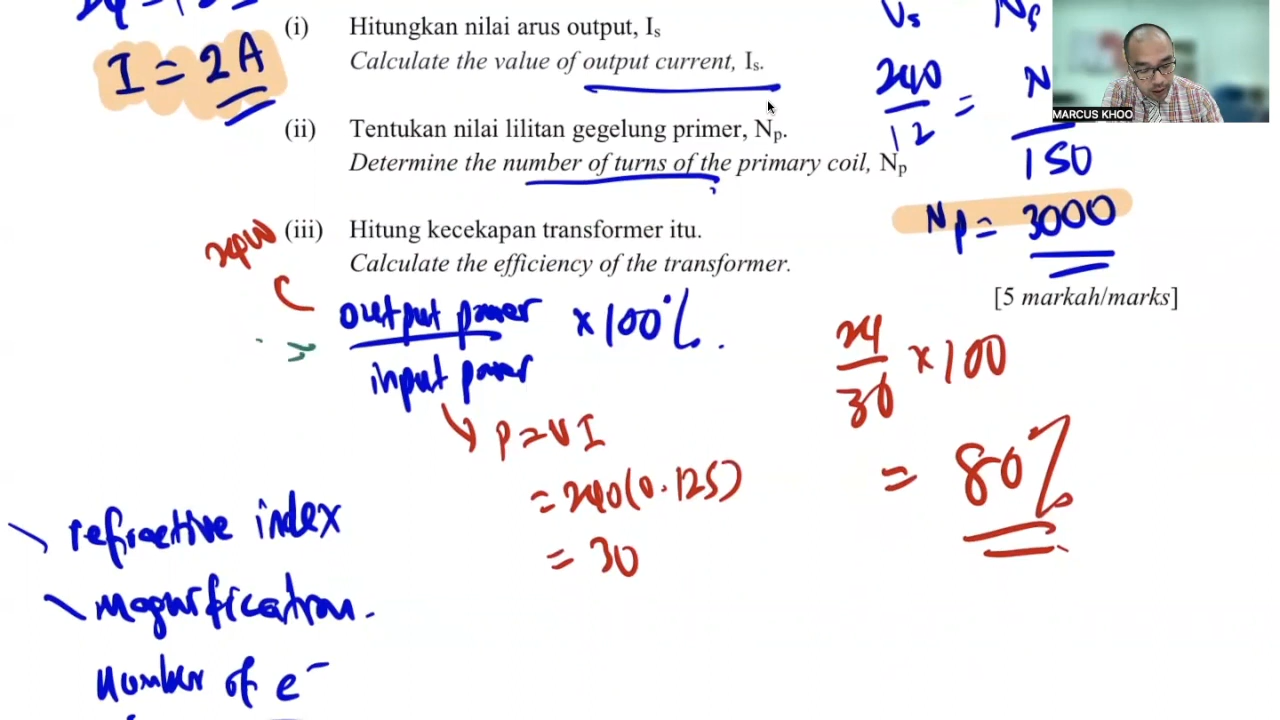 I = 2A
(i) Hitungkan nilai arus output, Is
Calculate the value of output current, Is.
Vs
240/12 = N/150
MARCUS KHOO
(ii) Tentukan nilai lilitan gegelung primer, Np.
Determine the number of turns of the primary coil, Np
Np = 3000
24W
(iii) Hitung kecekapan transformer itu.
Calculate the efficiency of the transformer.
[5 markah/marks]
output power
input power
× 100%.
P = VI
= 240(0.125)
= 30
24/30 × 100
= 80%
refractive index
magnification.
Number of e⁻